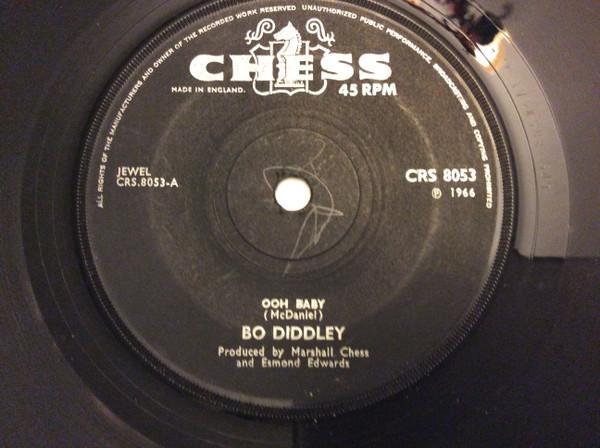 ALL RIGHTS OF THE MANUFACTURERS AND OWNER OF THE RECORDED WORK RESERVED UNAUTHORIZED PUBLIC PERFORMANCE, BROADCASTING AND COPYING PROHIBITED
CHESS
MADE IN ENGLAND.
45 RPM
JEWEL
CRS.8053-A
CRS 8053
℗ 1966
OOH BABY
(McDaniel)
BO DIDDLEY
Produced by Marshall Chess
and Esmond Edwards